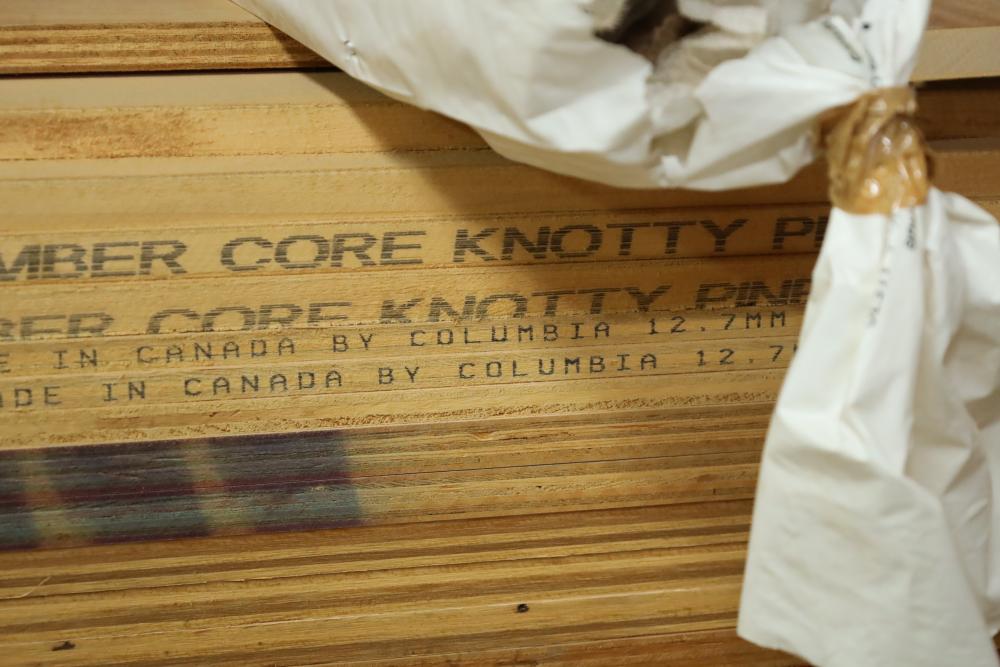 MBER CORE KNOTTY PI
BER CORE KNOTTY PINE
E IN CANADA BY COLUMBIA 12.7MM
ADE IN CANADA BY COLUMBIA 12.7